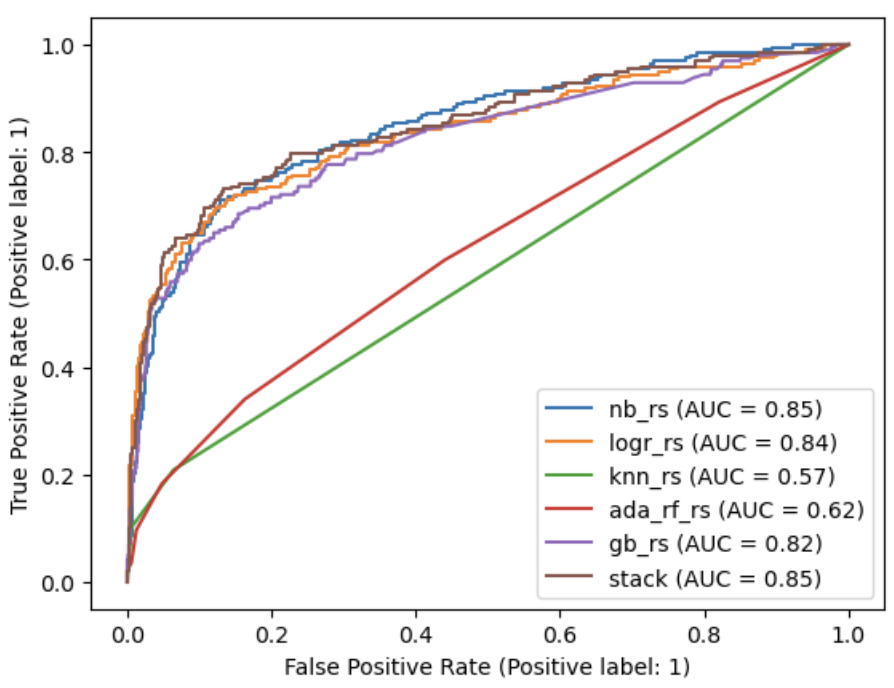 1.0
0.8
0.6
0.4
0.2
0.0
True Positive Rate (Positive label: 1)
nb_rs (AUC = 0.85)
logr_rs (AUC = 0.84)
knn_rs (AUC = 0.57)
ada_rf_rs (AUC = 0.62)
gb_rs (AUC = 0.82)
stack (AUC = 0.85)
0.0 0.2 0.4 0.6 0.8 1.0
False Positive Rate (Positive label: 1)